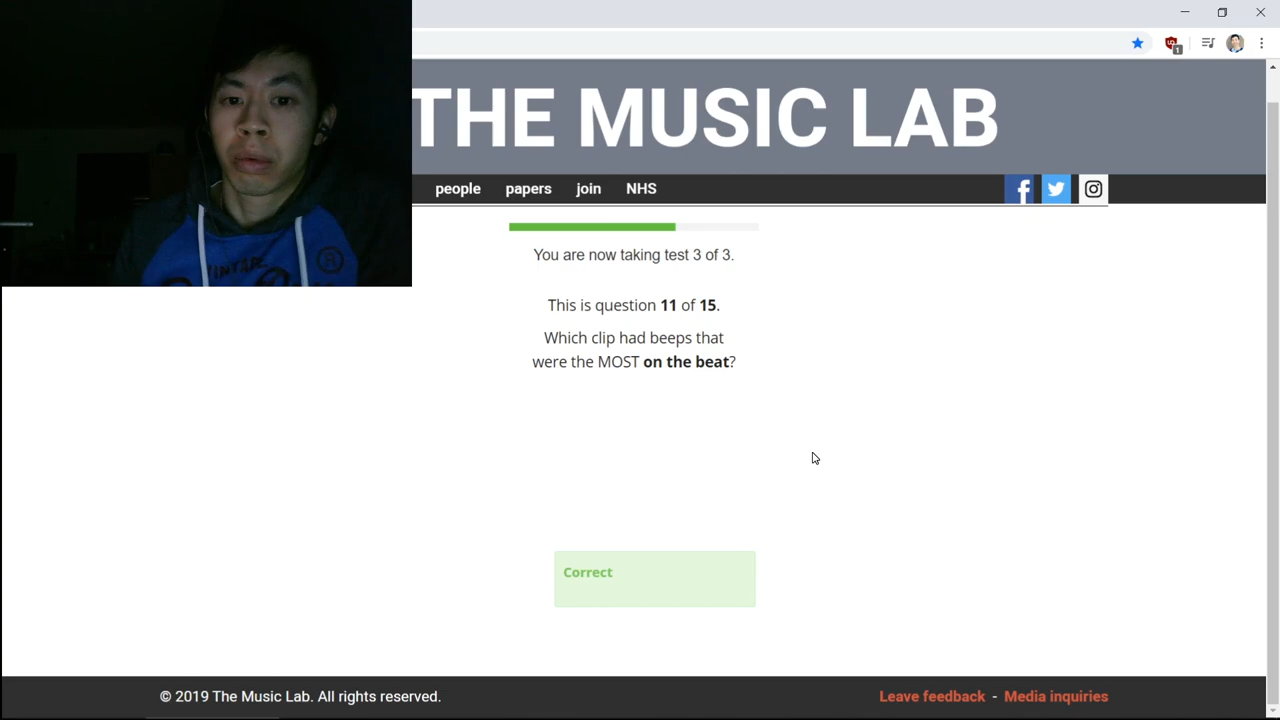 THE MUSIC LAB
people papers join NHS
You are now taking test 3 of 3.
This is question 11 of 15.
Which clip had beeps that
were the MOST on the beat?
Correct
© 2019 The Music Lab. All rights reserved.
Leave feedback - Media inquiries